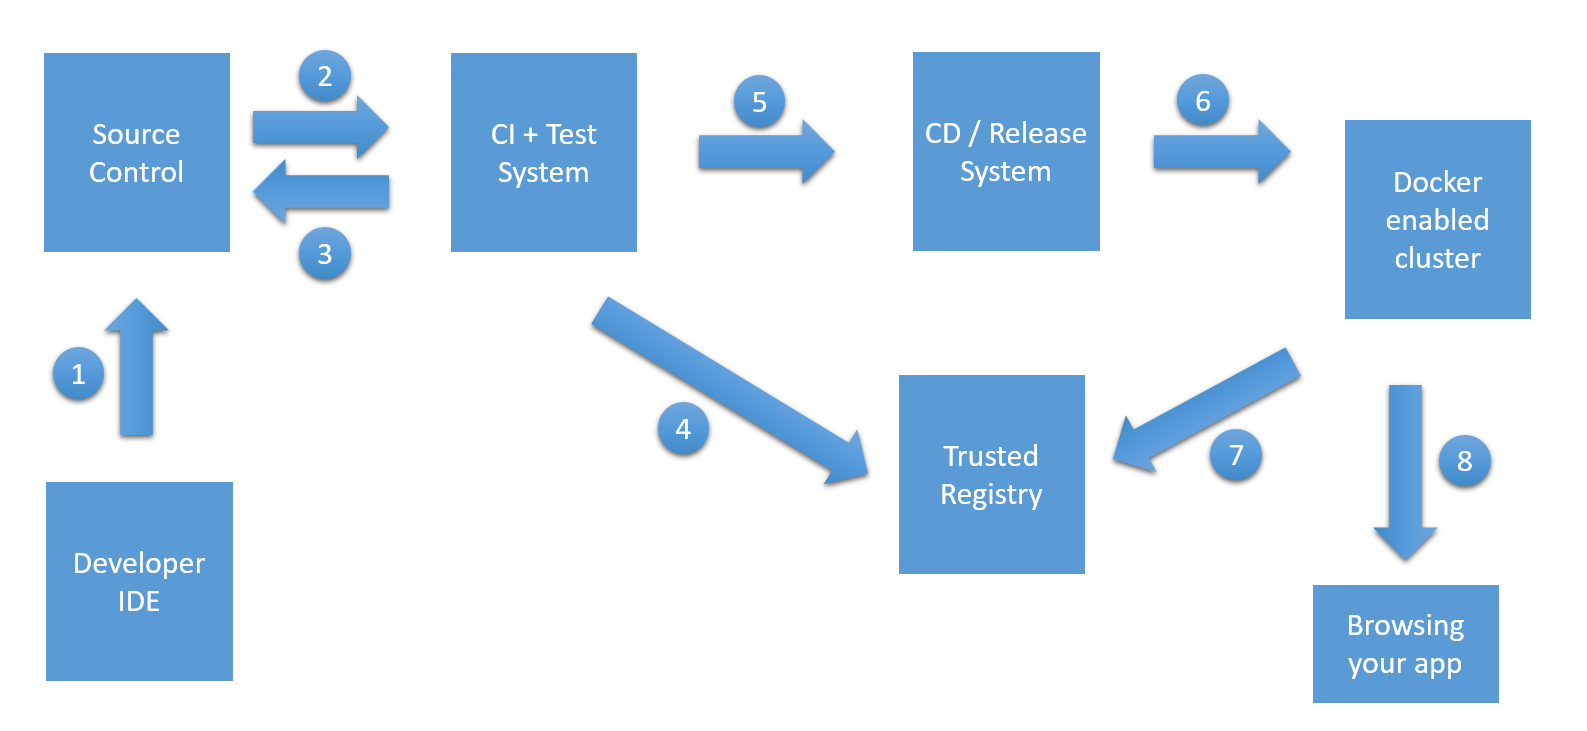 Source
Control
2
3
CI + Test
System
5
CD / Release
System
6
Docker
enabled
cluster
1
4
7
8
Developer
IDE
Trusted
Registry
Browsing
your app